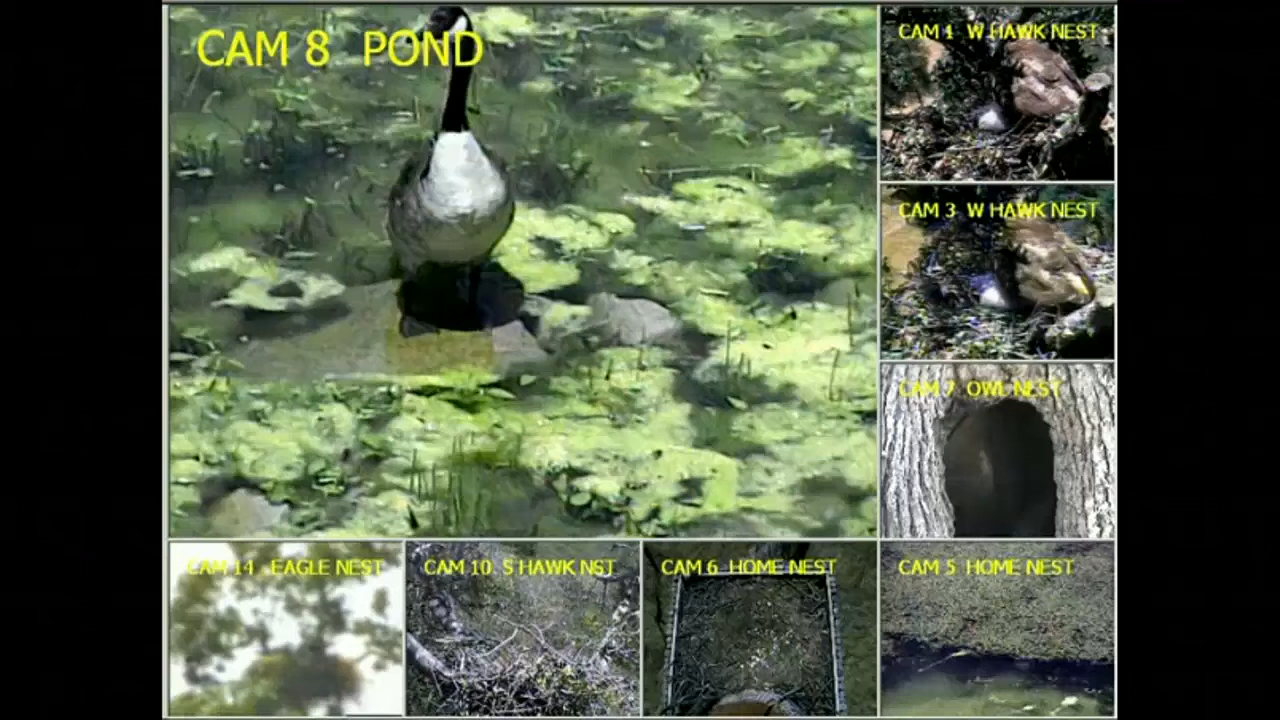 CAM 8 POND
CAM 1 W HAWK NEST
CAM 3 W HAWK NEST
CAM 7 OWL NEST
CAM 14 EAGLE NEST
CAM 10 S HAWK NST
CAM 6 HOME NEST
CAM 5 HOME NEST